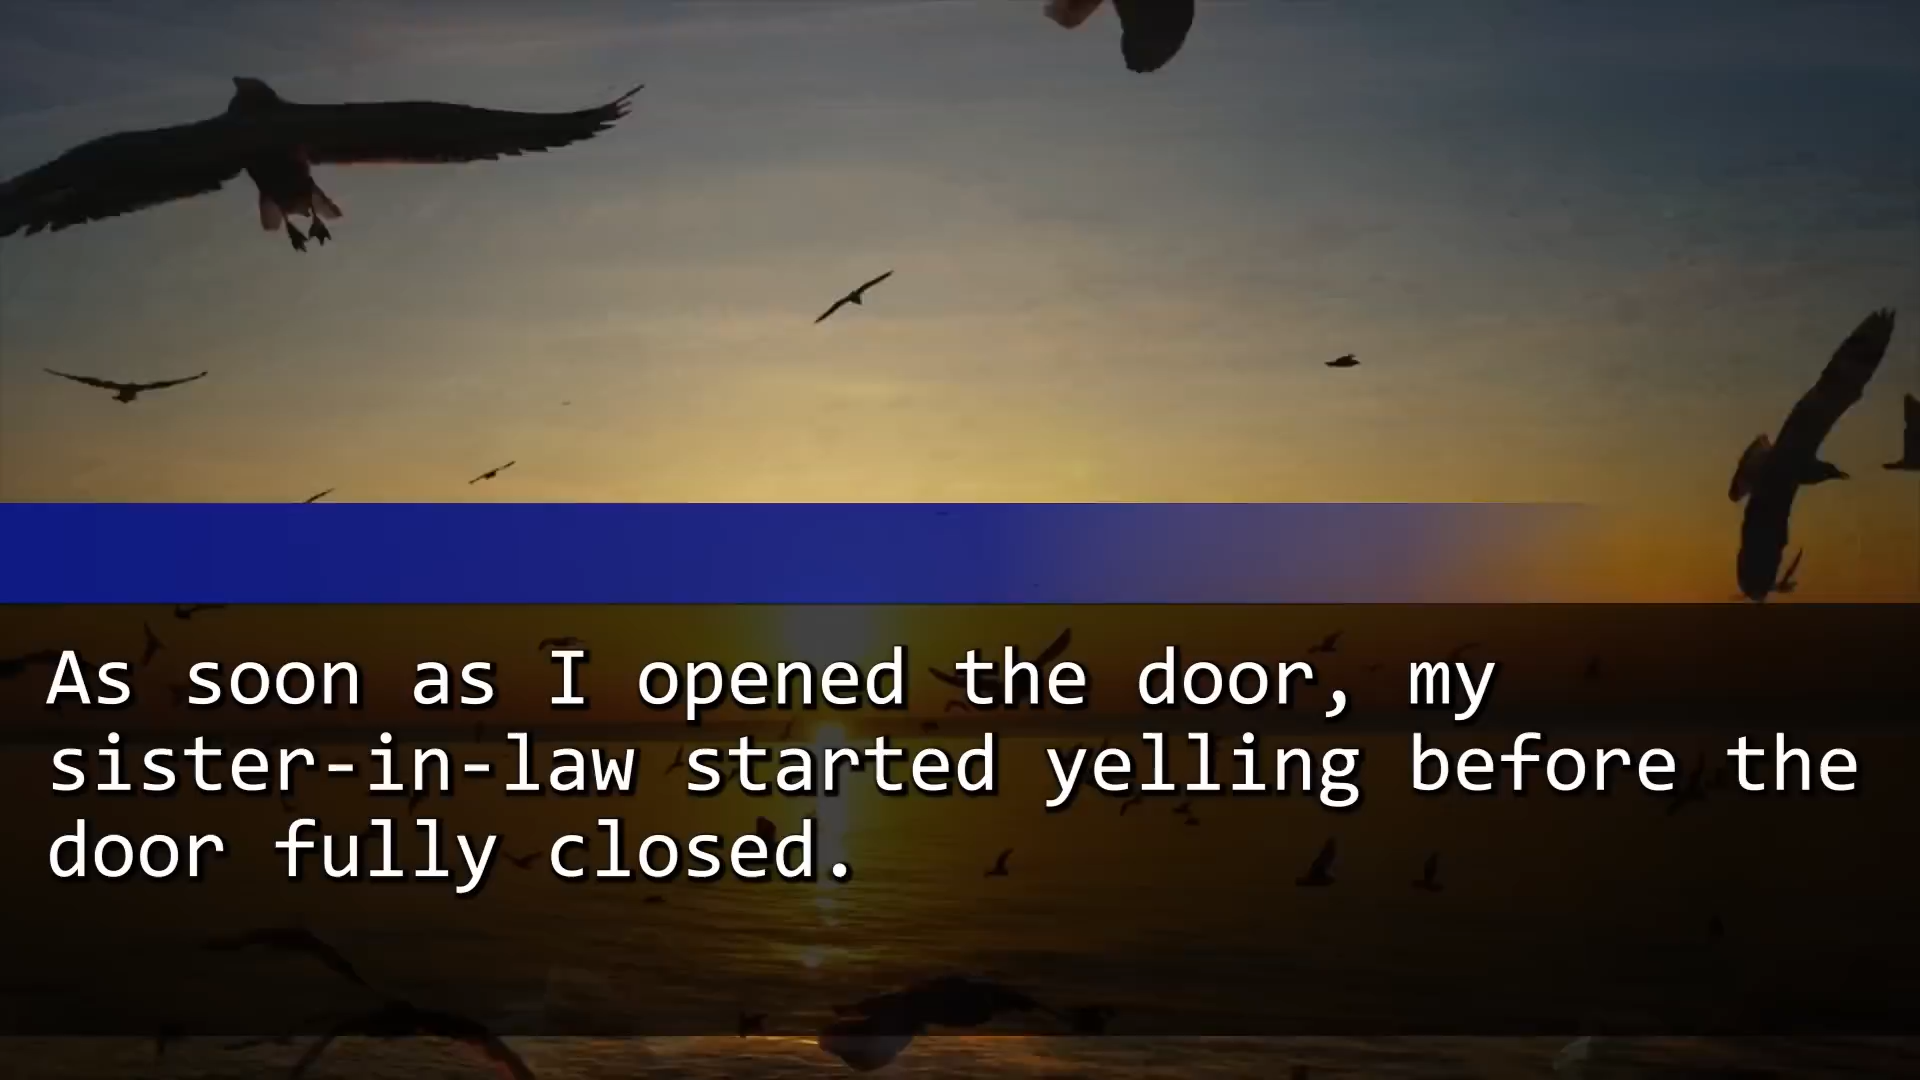 As soon as I opened the door, my
sister-in-law started yelling before the
door fully closed.